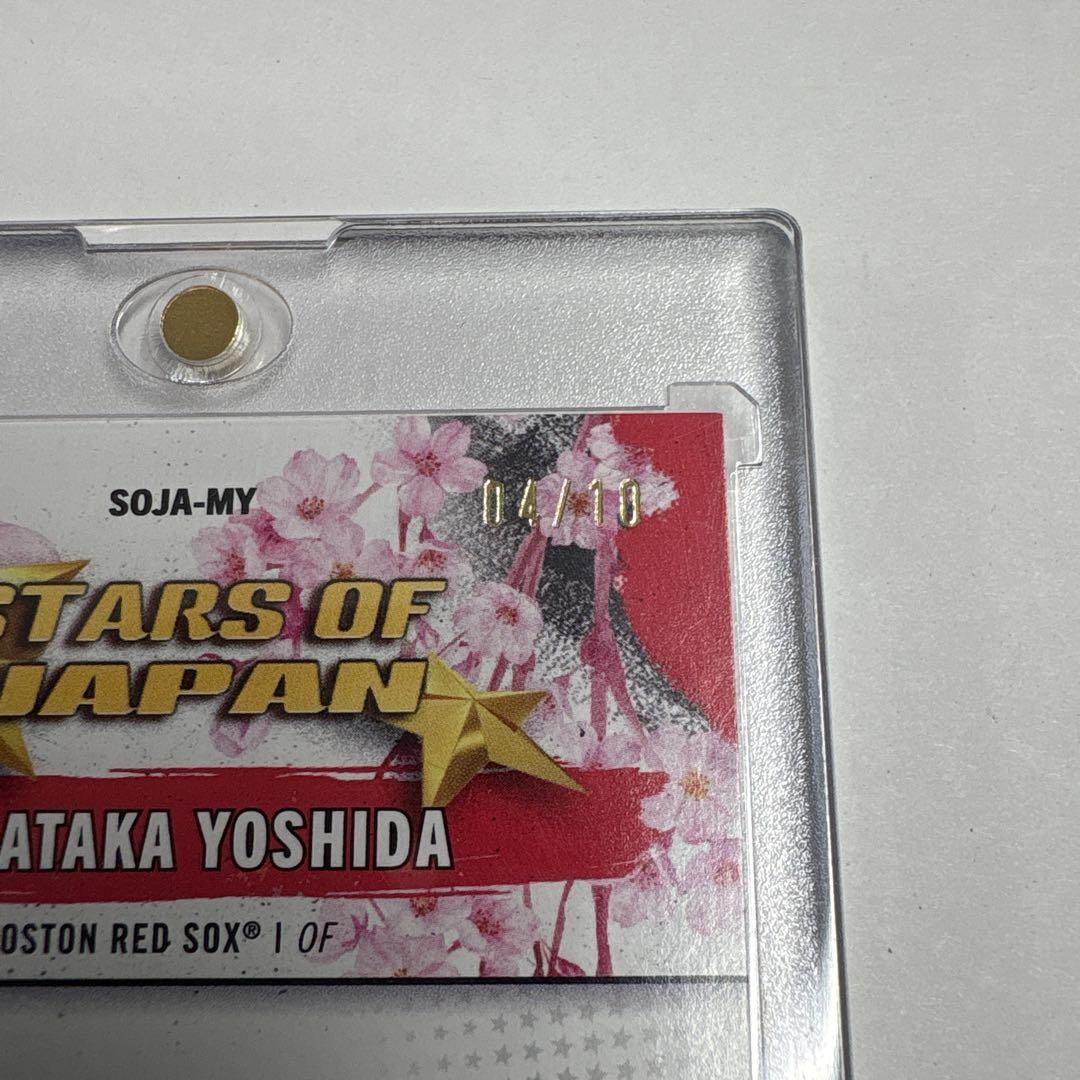 SOJA-MY
04/10
STARS OF
JAPAN
ATAKA YOSHIDA
OSTON RED SOX® | OF